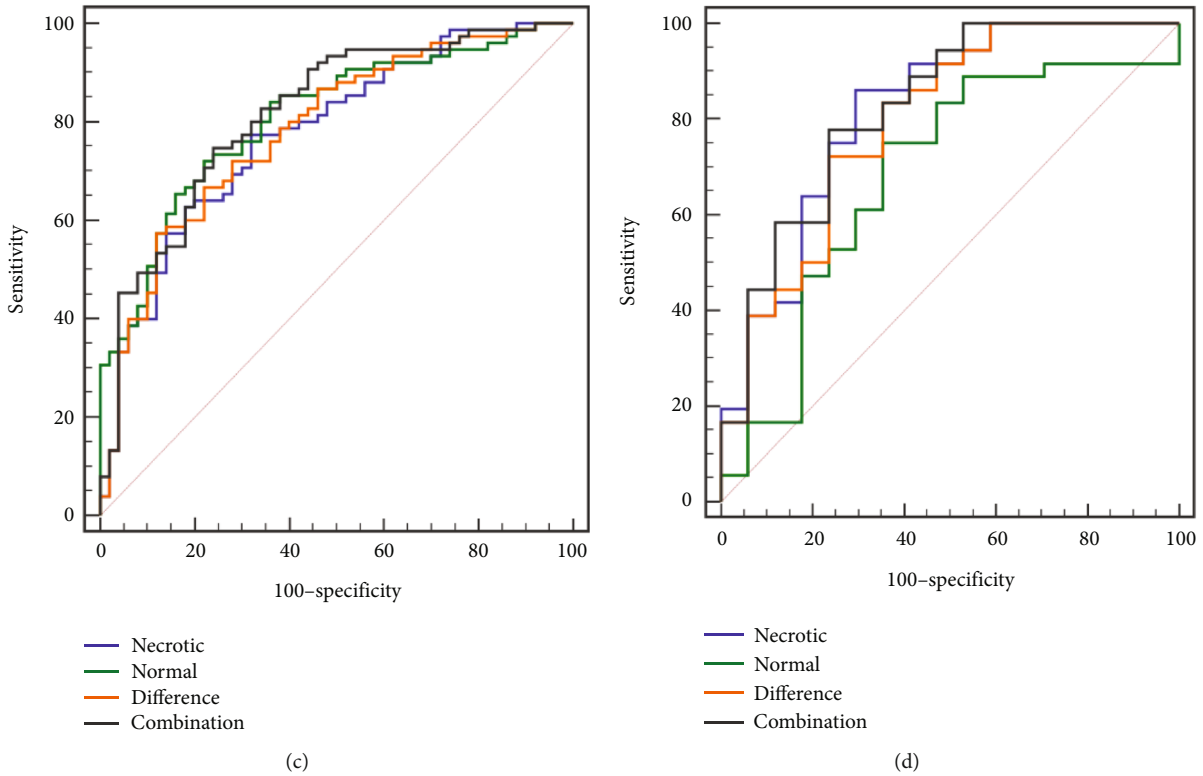 100
80
60
40
20
0
Sensitivity
0 20 40 60 80 100
100–specificity
Necrotic
Normal
Difference
Combination
(c)
100
80
60
40
20
0
Sensitivity
0 20 40 60 80 100
100–specificity
Necrotic
Normal
Difference
Combination
(d)